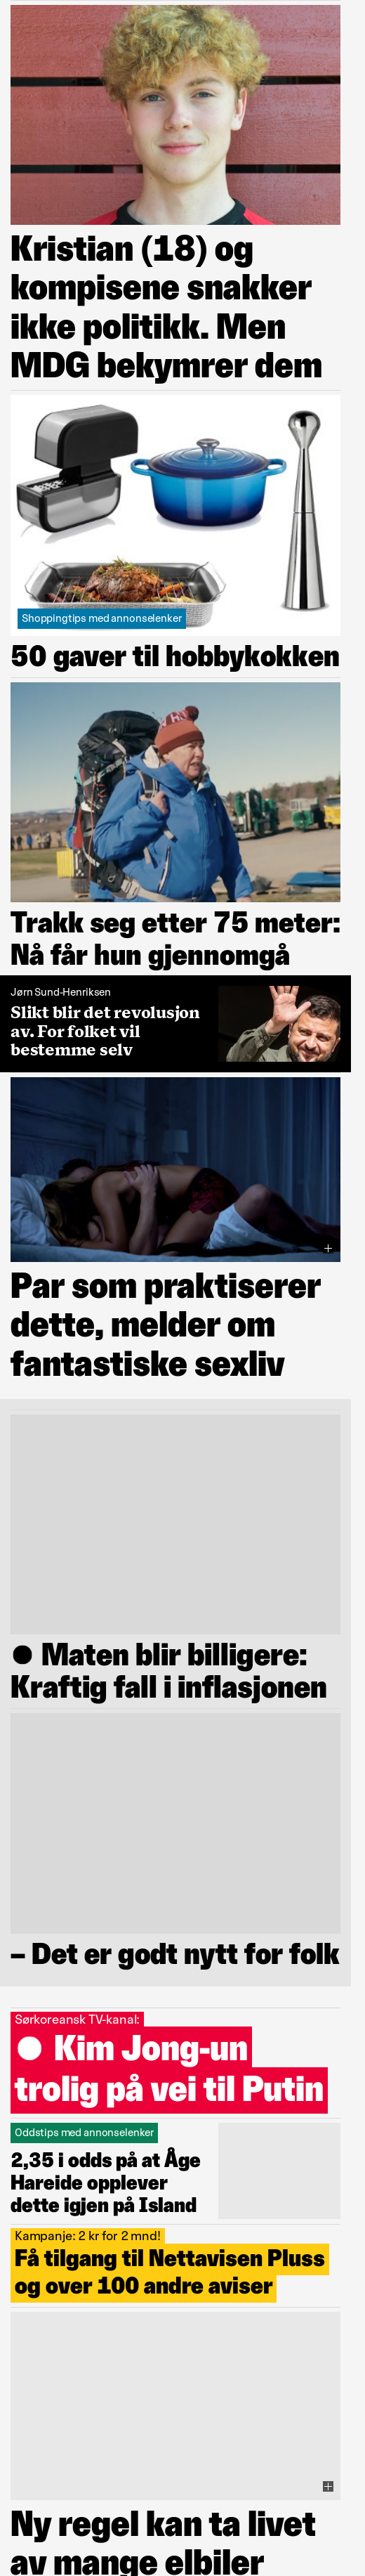 Kristian (18) og
kompisene snakker
ikke politikk. Men
MDG bekymrer dem
Shoppingtips med annonselenker
50 gaver til hobbykokken
Trakk seg etter 75 meter:
Nå får hun gjennomgå
Jørn Sund-Henriksen
Slikt blir det revolusjon
av. For folket vil
bestemme selv
Par som praktiserer
dette, melder om
fantastiske sexliv
● Maten blir billigere:
Kraftig fall i inflasjonen
– Det er godt nytt for folk
Sørkoreansk TV-kanal:
● Kim Jong-un
trolig på vei til Putin
Oddstips med annonselenker
2,35 i odds på at Åge
Hareide opplever
dette igjen på Island
Kampanje: 2 kr for 2 mnd!
Få tilgang til Nettavisen Pluss
og over 100 andre aviser
Ny regel kan ta livet
av mange elbiler